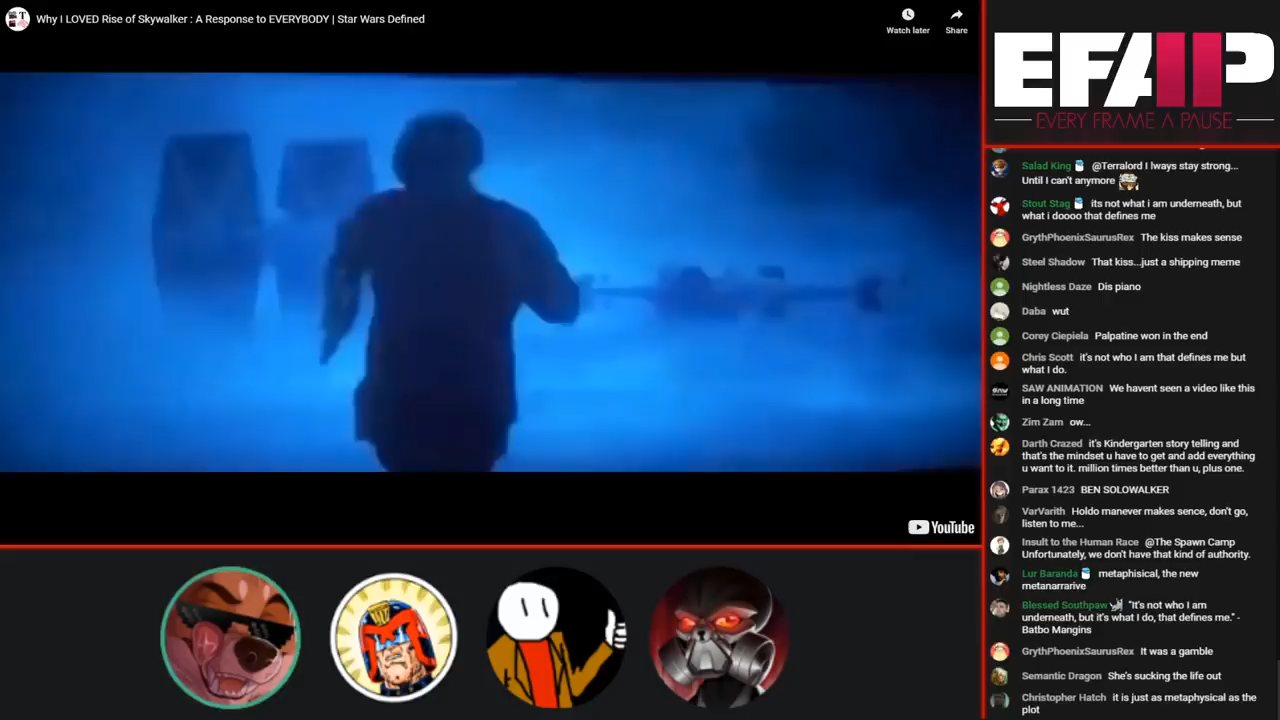 Why I LOVED Rise of Skywalker : A Response to EVERYBODY | Star Wars Defined
Watch later
Share
YouTube
EFAP
EVERY FRAME A PAUSE
Salad King @Terralord I lways stay strong...
Until I can't anymore
Stout Stag its not what i am underneath, but
what i doooo that defines me
GrythPhoenixSaurusRex The kiss makes sense
Steel Shadow That kiss...just a shipping meme
Nightless Daze Dis piano
Daba wut
Corey Ciepiela Palpatine won in the end
Chris Scott it's not who I am that defines me but
what I do.
SAW ANIMATION We havent seen a video like this
in a long time
Zim Zam ow...
Darth Crazed it's Kindergarten story telling and
that's the mindset u have to get and add everything
u want to it. million times better than u, plus one.
Parax 1423 BEN SOLOWALKER
VarVarith Holdo manever makes sence, don't go,
listen to me...
Insult to the Human Race @The Spawn Camp
Unfortunately, we don't have that kind of authority.
Lur Baranda metaphisical, the new
metanarrarive
Blessed Southpaw "It's not who I am
underneath, but it's what I do, that defines me." -
Batbo Mangins
GrythPhoenixSaurusRex It was a gamble
Semantic Dragon She's sucking the life out
Christopher Hatch it is just as metaphysical as the
plot